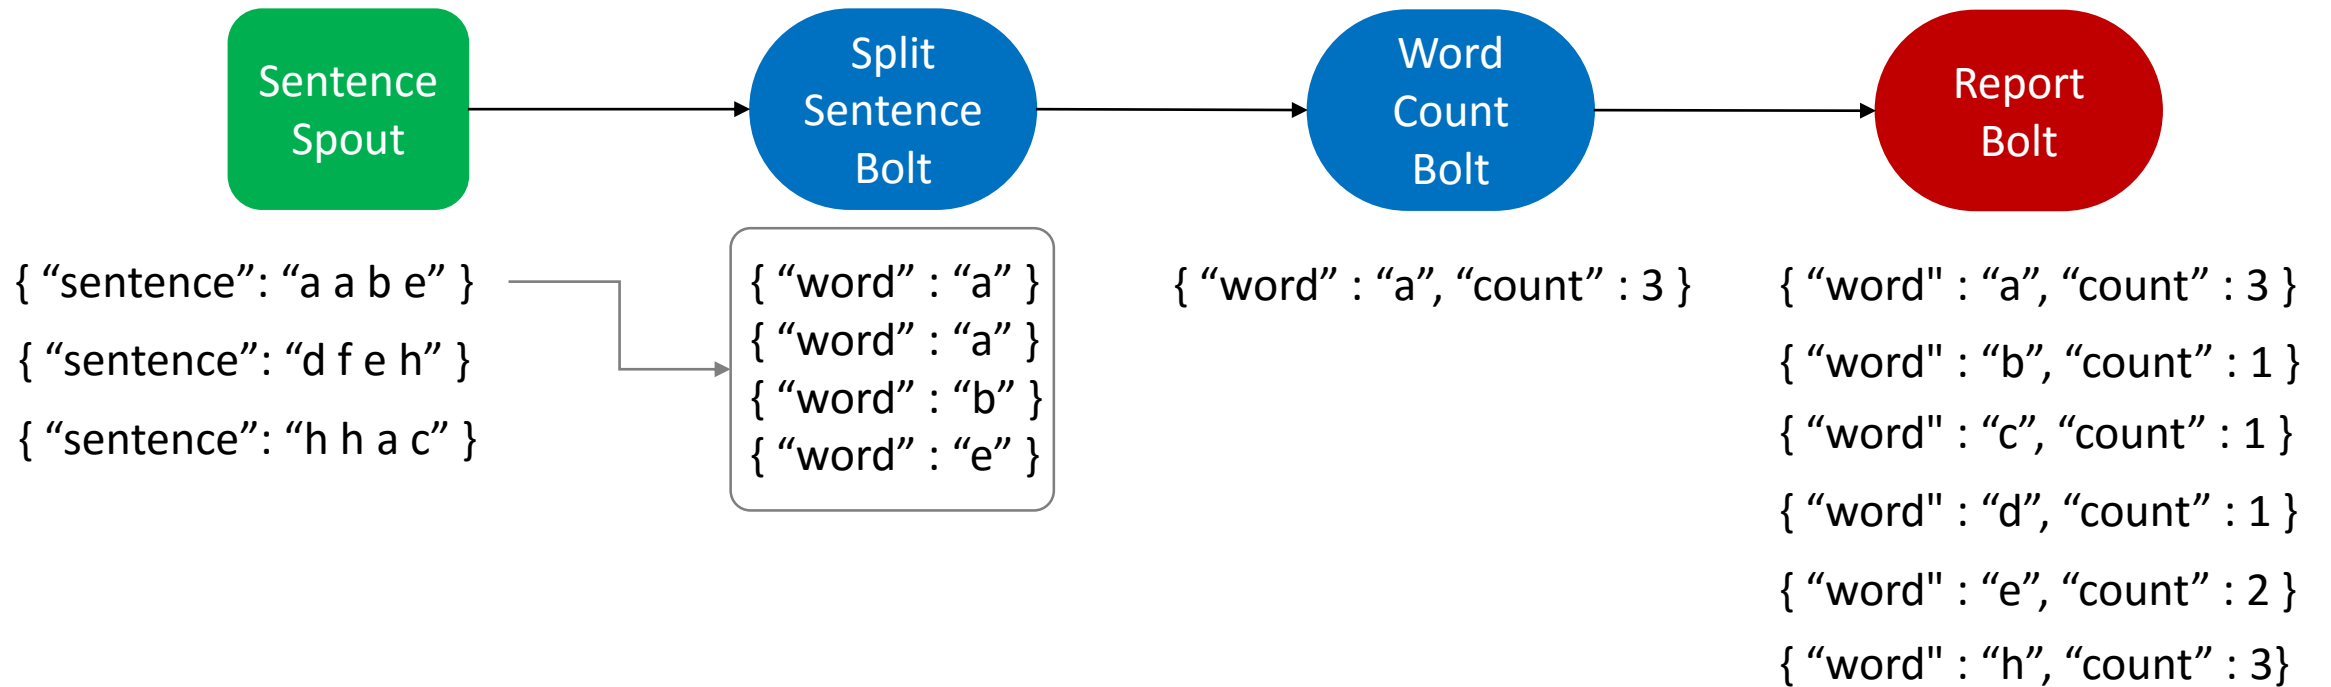 Sentence
Spout
Split
Sentence
Bolt
Word
Count
Bolt
Report
Bolt
{ “sentence”: “a a b e” }
{ “sentence”: “d f e h” }
{ “sentence”: “h h a c” }
{ “word” : “a” }
{ “word” : “a” }
{ “word” : “b” }
{ “word” : “e” }
{ “word” : “a”, “count” : 3 }
{ “word" : “a”, “count” : 3 }
{ “word" : “b”, “count” : 1 }
{ “word" : “c”, “count” : 1 }
{ “word" : “d”, “count” : 1 }
{ “word" : “e”, “count” : 2 }
{ “word" : “h”, “count” : 3}